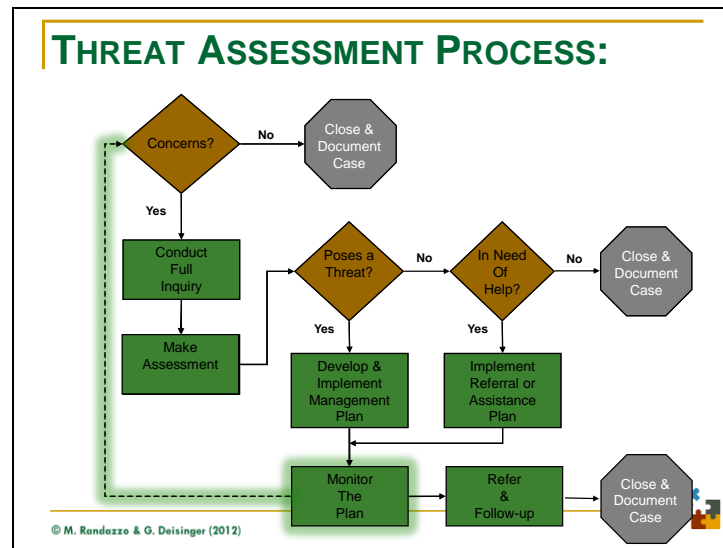 THREAT ASSESSMENT PROCESS:
Concerns?
No
Close &
Document
Case
Yes
Conduct
Full
Inquiry
Make
Assessment
Poses a
Threat?
No
In Need
Of
Help?
No
Close &
Document
Case
Yes
Develop &
Implement
Management
Plan
Yes
Implement
Referral or
Assistance
Plan
Monitor
The
Plan
Refer
&
Follow-up
Close &
Document
Case
© M. Randazzo & G. Deisinger (2012)